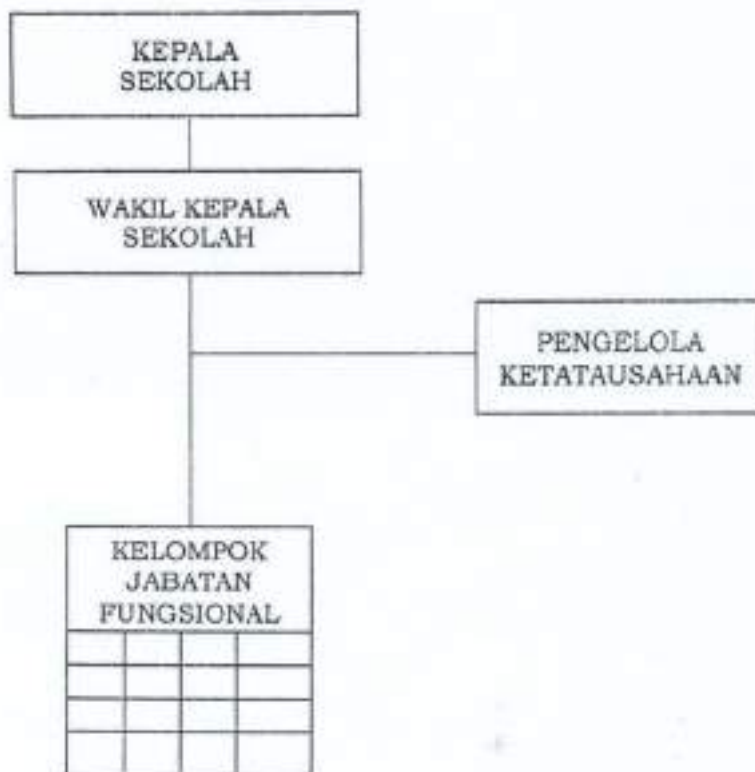 KEPALA
SEKOLAH
WAKIL KEPALA
SEKOLAH
PENGELOLA
KETATAUSAHAAN
KELOMPOK
JABATAN
FUNGSIONAL